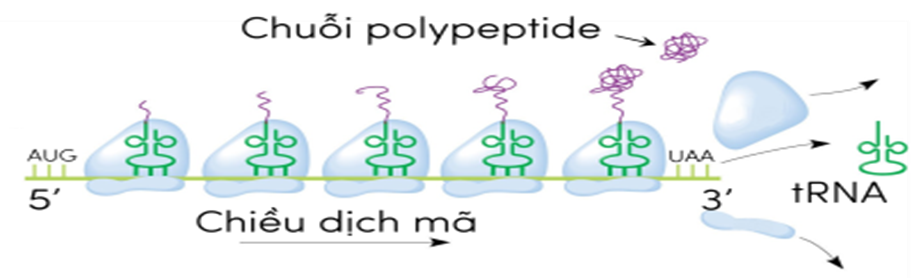 Chuỗi polypeptide
AUG
UAA
5′
3′
tRNA
Chiều dịch mã